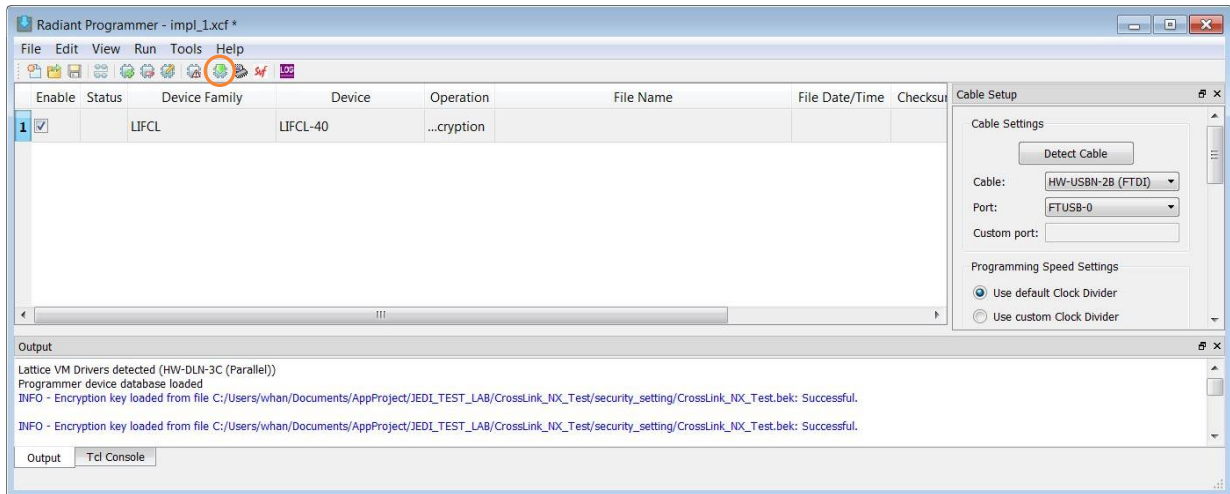 Radiant Programmer - impl_1.xcf *
File Edit View Run Tools Help
Svf LOG
Enable Status Device Family Device Operation File Name File Date/Time Checksur
1 LIFCL LIFCL-40 ...cryption
Cable Setup
Cable Settings
Detect Cable
Cable: HW-USBN-2B (FTDI)
Port: FTUSB-0
Custom port:
Programming Speed Settings
Use default Clock Divider
Use custom Clock Divider
Output
Lattice VM Drivers detected (HW-DLN-3C (Parallel))
Programmer device database loaded
INFO - Encryption key loaded from file C:/Users/whan/Documents/AppProject/JEDI_TEST_LAB/CrossLink_NX_Test/security_setting/CrossLink_NX_Test.bek: Successful.
INFO - Encryption key loaded from file C:/Users/whan/Documents/AppProject/JEDI_TEST_LAB/CrossLink_NX_Test/security_setting/CrossLink_NX_Test.bek: Successful.
Output Tcl Console